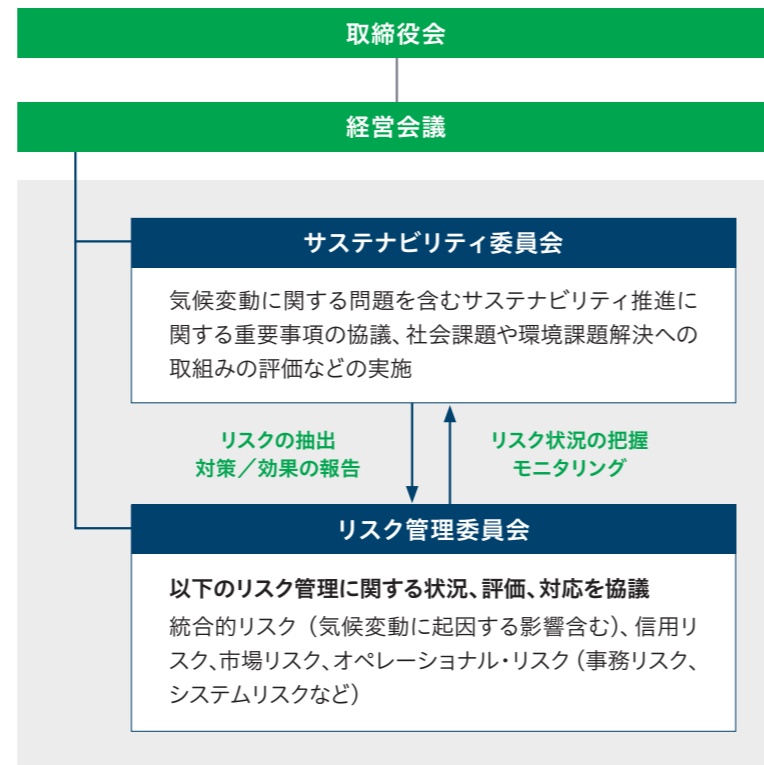 取締役会
経営会議
サステナビリティ委員会
気候変動に関する問題を含むサステナビリティ推進に
関する重要事項の協議、社会課題や環境課題解決への
取組みの評価などの実施
リスクの抽出
対策／効果の報告
リスク状況の把握
モニタリング
リスク管理委員会
以下のリスク管理に関する状況、評価、対応を協議
統合的リスク（気候変動に起因する影響含む）、信用リ
スク、市場リスク、オペレーショナル・リスク（事務リスク、
システムリスクなど）